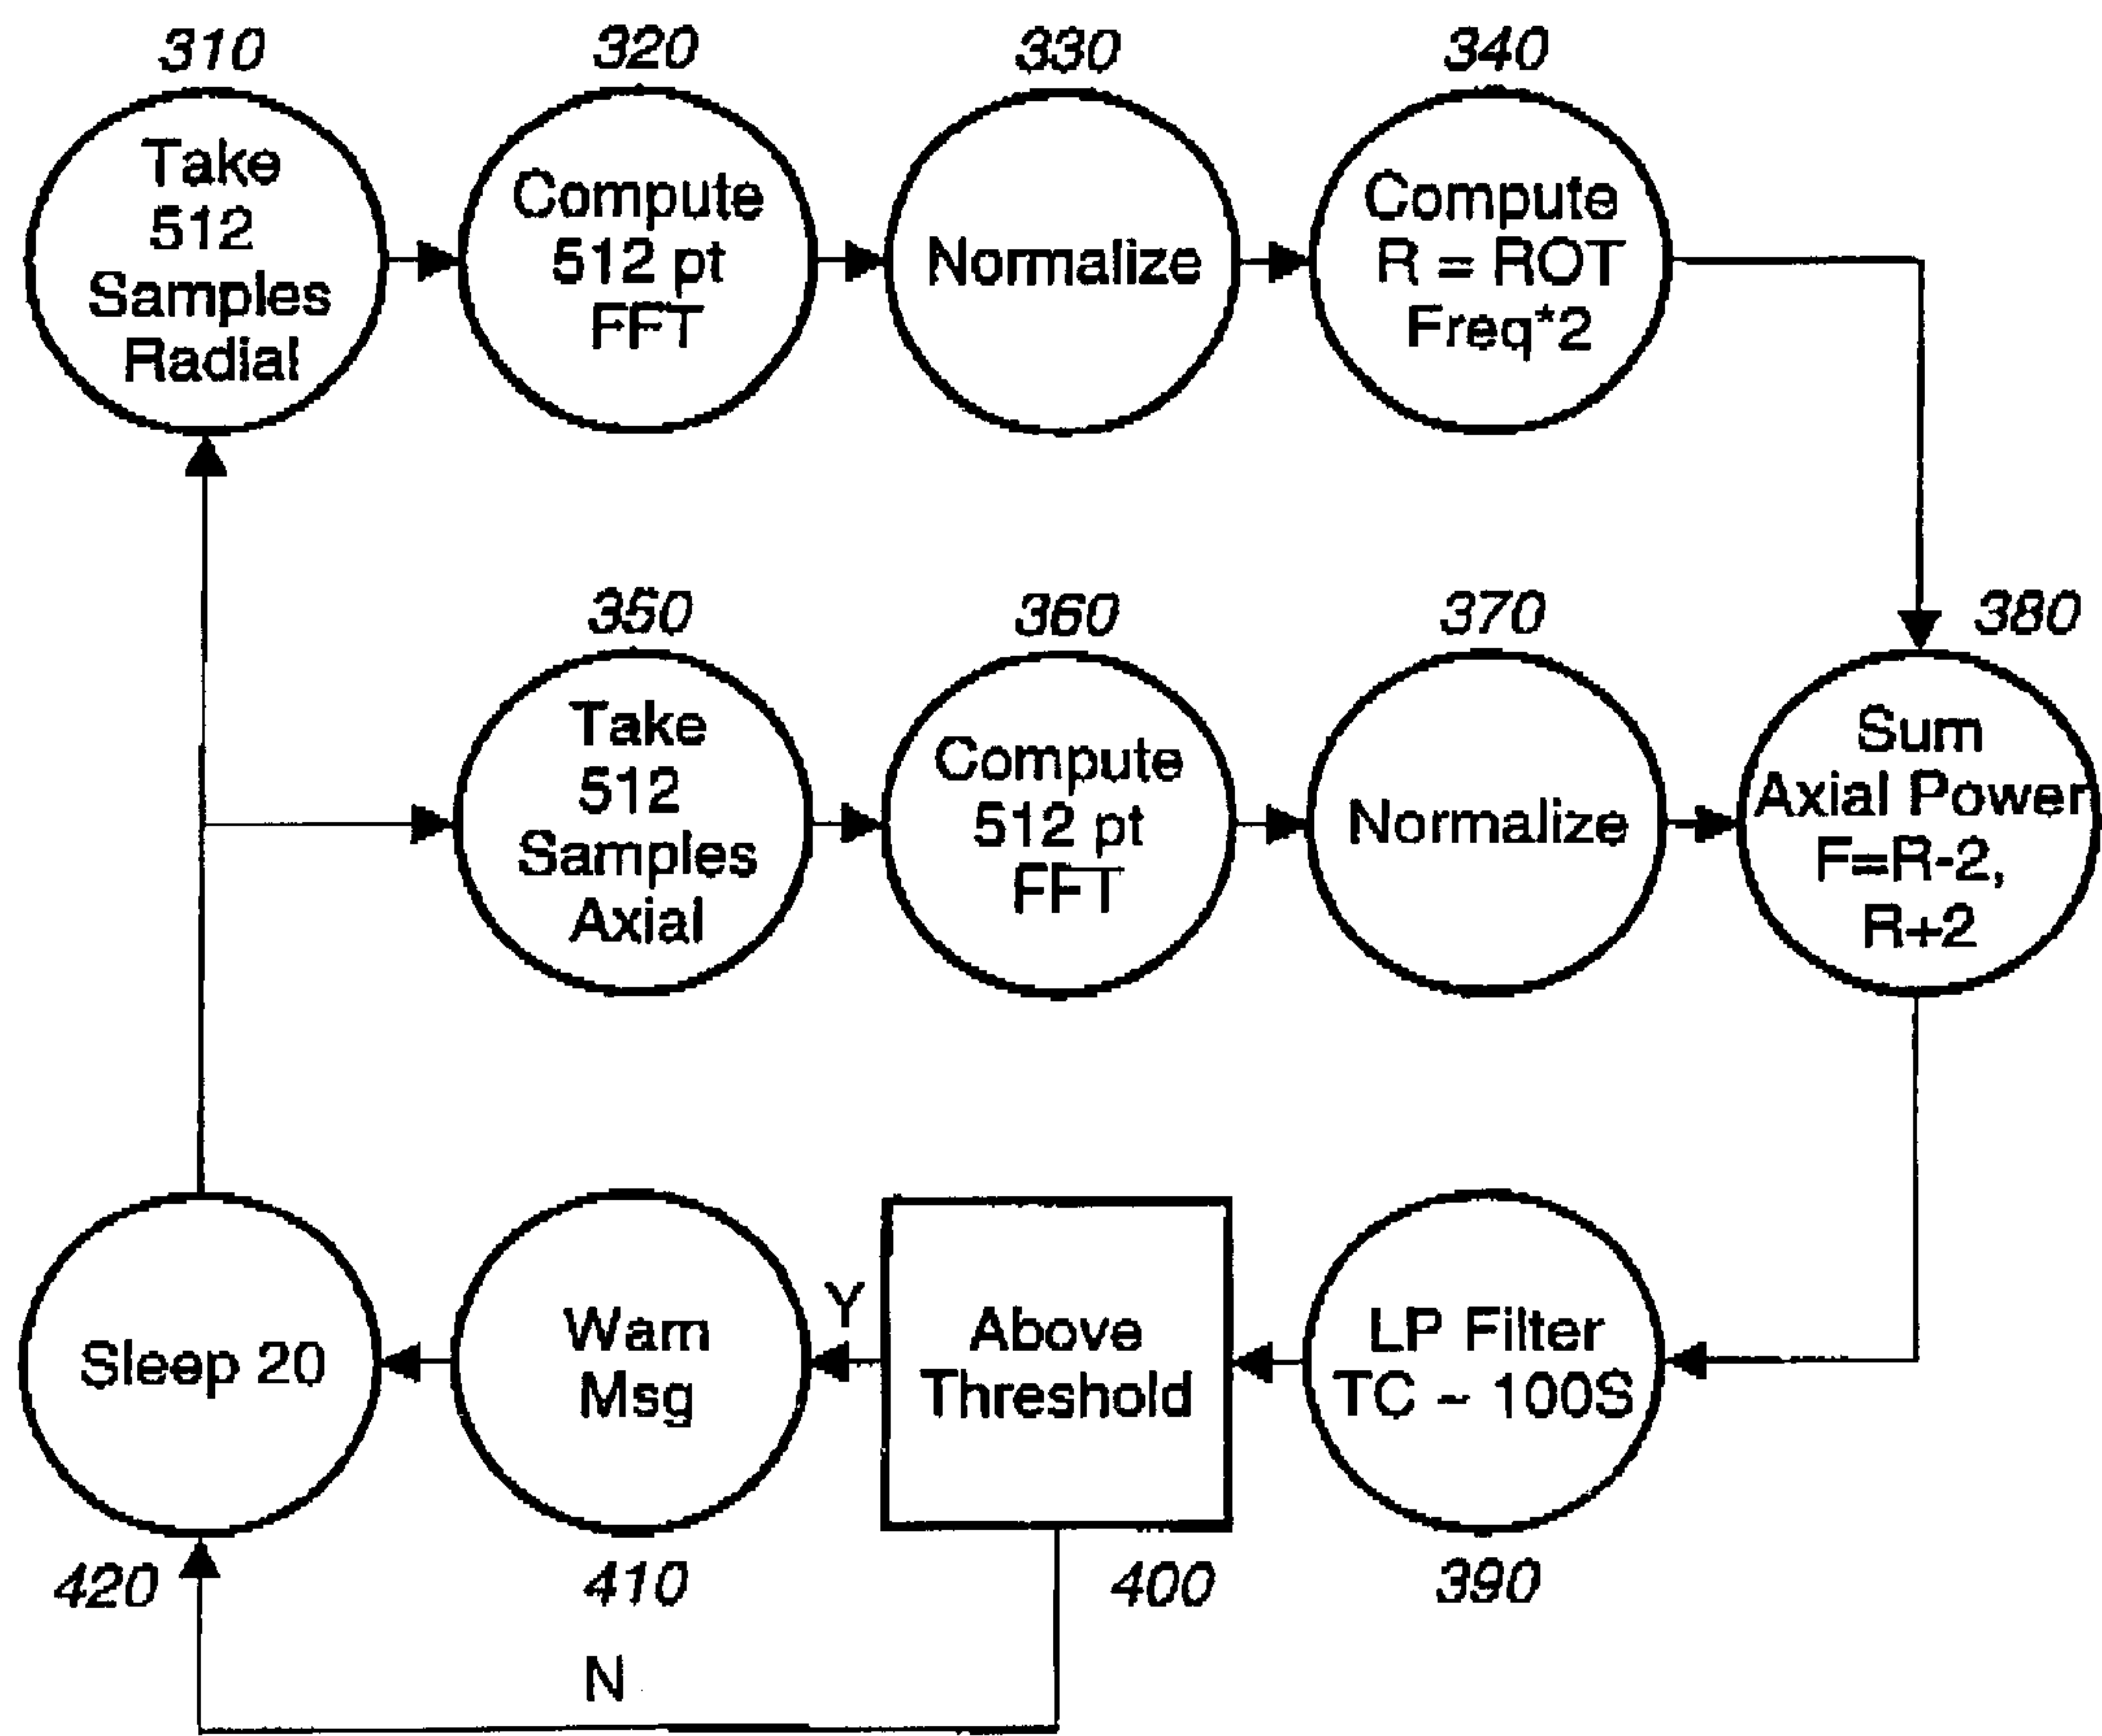 310
Take
512
Samples
Radial
320
Compute
512 pt
FFT
330
Normalize
340
Compute
R = ROT
Freq*2
350
Take
512
Samples
Axial
360
Compute
512 pt
FFT
370
Normalize
380
Sum
Axial Power
F=R-2,
R+2
Sleep 20
420
Warn
Msg
410
Y
Above
Threshold
400
LP Filter
TC ~ 100S
390
N